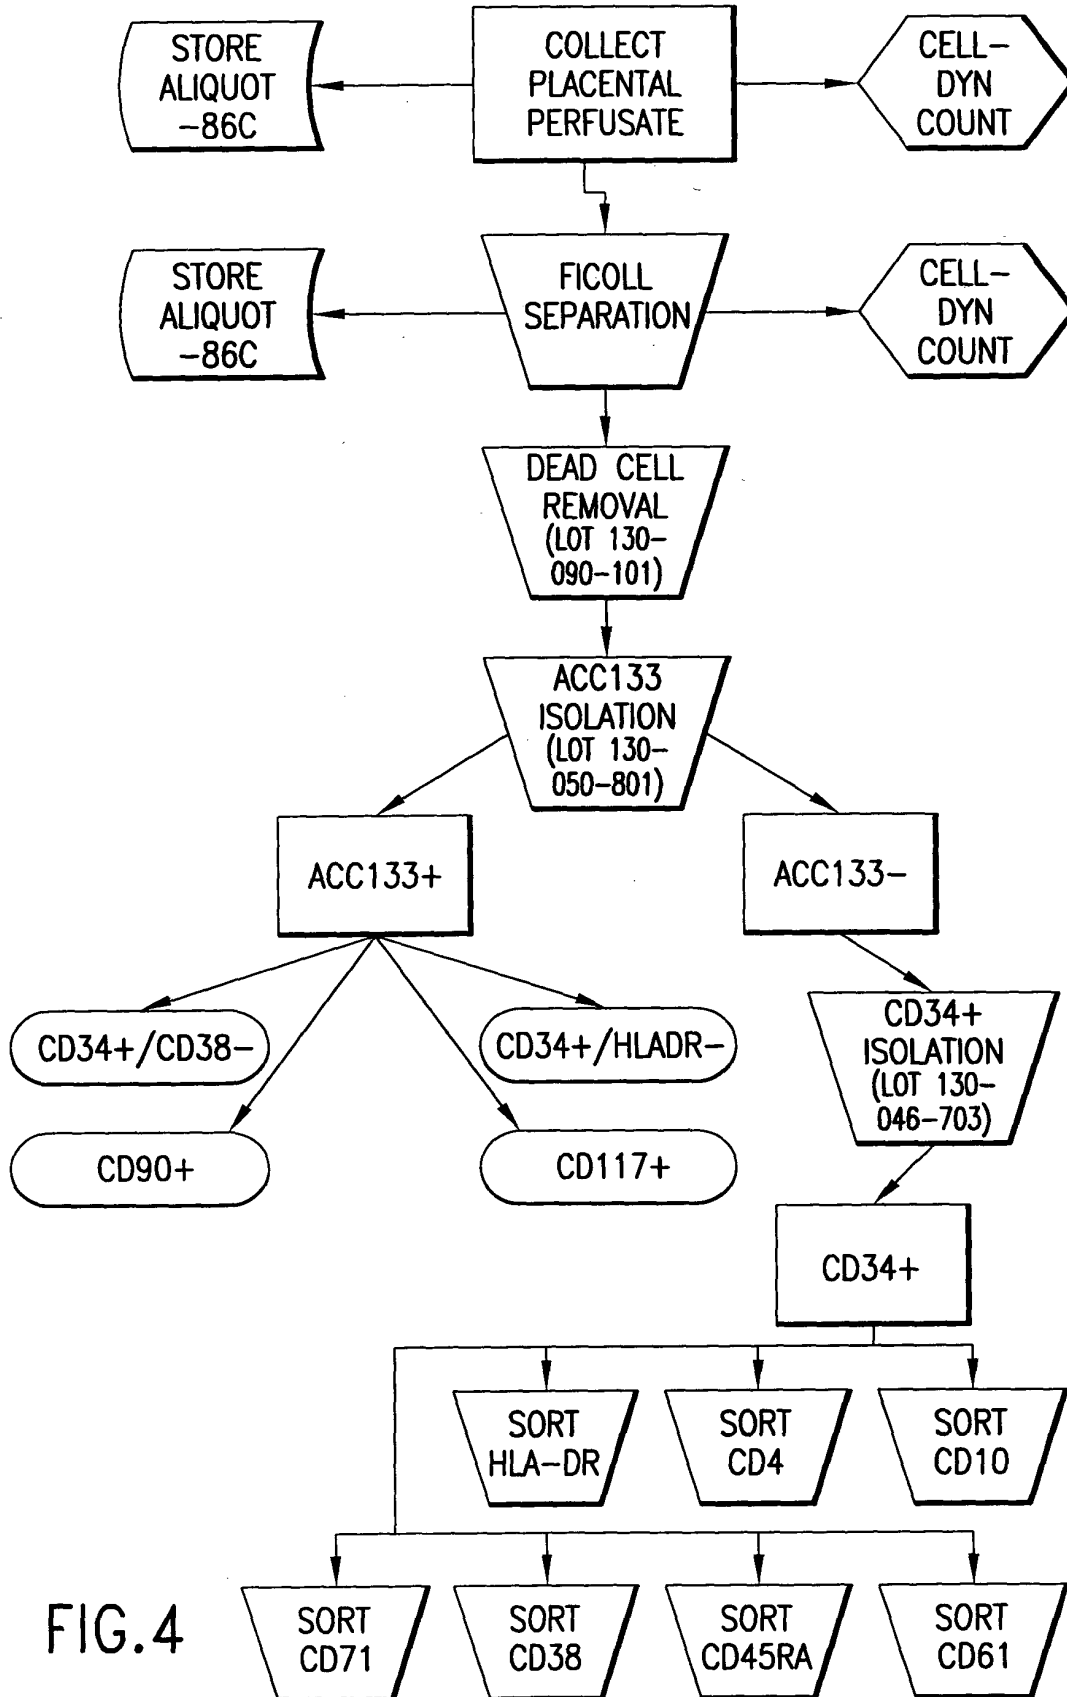 STORE
ALIQUOT
-86C
COLLECT
PLACENTAL
PERFUSATE
CELL-
DYN
COUNT
STORE
ALIQUOT
-86C
FICOLL
SEPARATION
CELL-
DYN
COUNT
DEAD CELL
REMOVAL
(LOT 130-
090-101)
ACC133
ISOLATION
(LOT 130-
050-801)
ACC133+
ACC133-
CD34+/CD38-
CD34+/HLADR-
CD34+
ISOLATION
(LOT 130-
046-703)
CD90+
CD117+
CD34+
SORT
HLA-DR
SORT
CD4
SORT
CD10
SORT
CD71
SORT
CD38
SORT
CD45RA
SORT
CD61
FIG.4